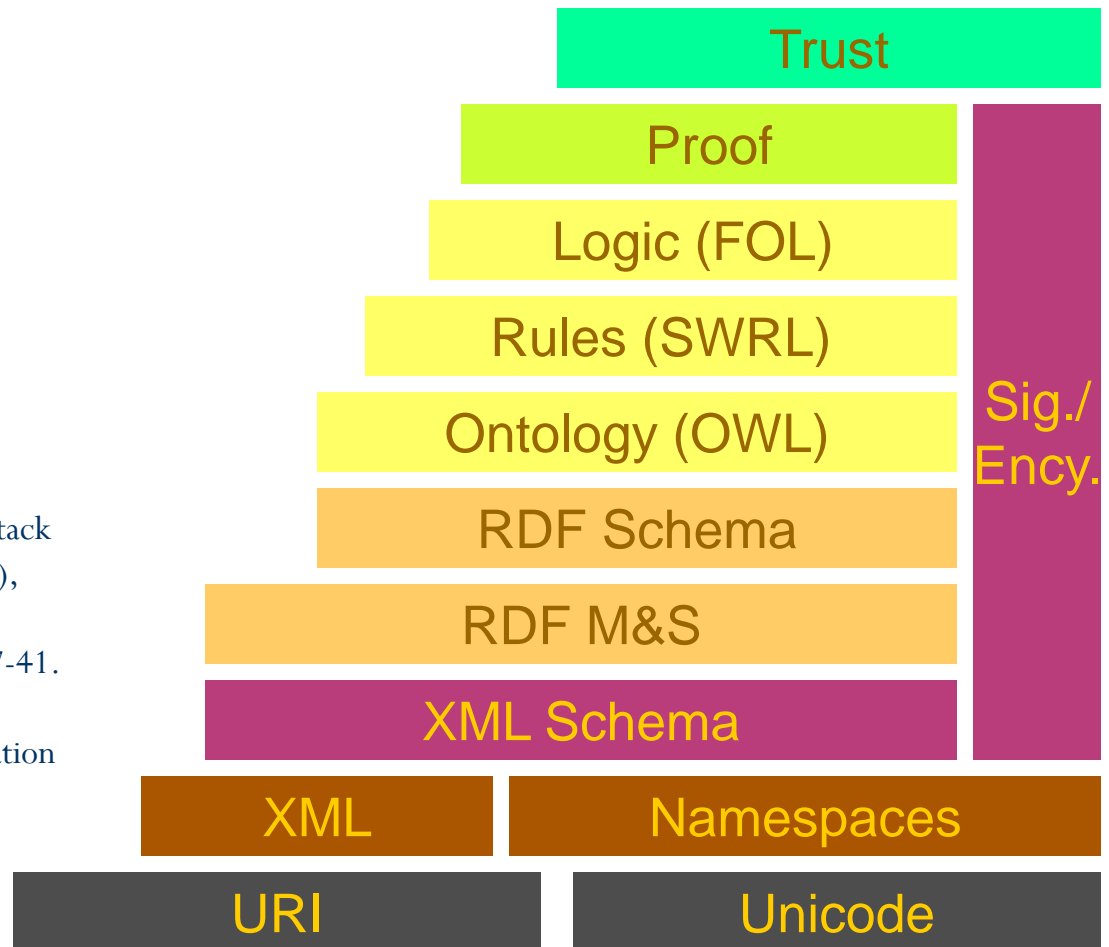 Trust
Proof
Logic (FOL)
Rules (SWRL)
Sig./
Ency.
Ontology (OWL)
RDF Schema
RDF M&S
XML Schema
XML Namespaces
URI Unicode
),
-41.